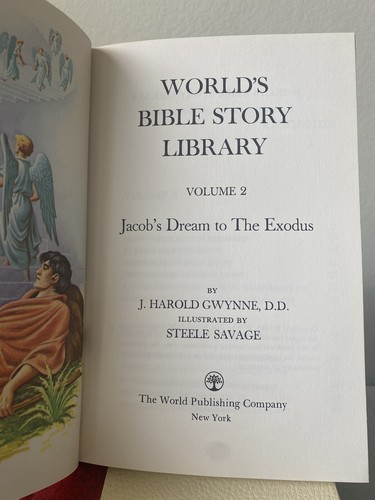 WORLD'S
BIBLE STORY
LIBRARY
VOLUME 2
Jacob's Dream to The Exodus
BY
J. HAROLD GWYNNE, D.D.
ILLUSTRATED BY
STEELE SAVAGE
The World Publishing Company
New York